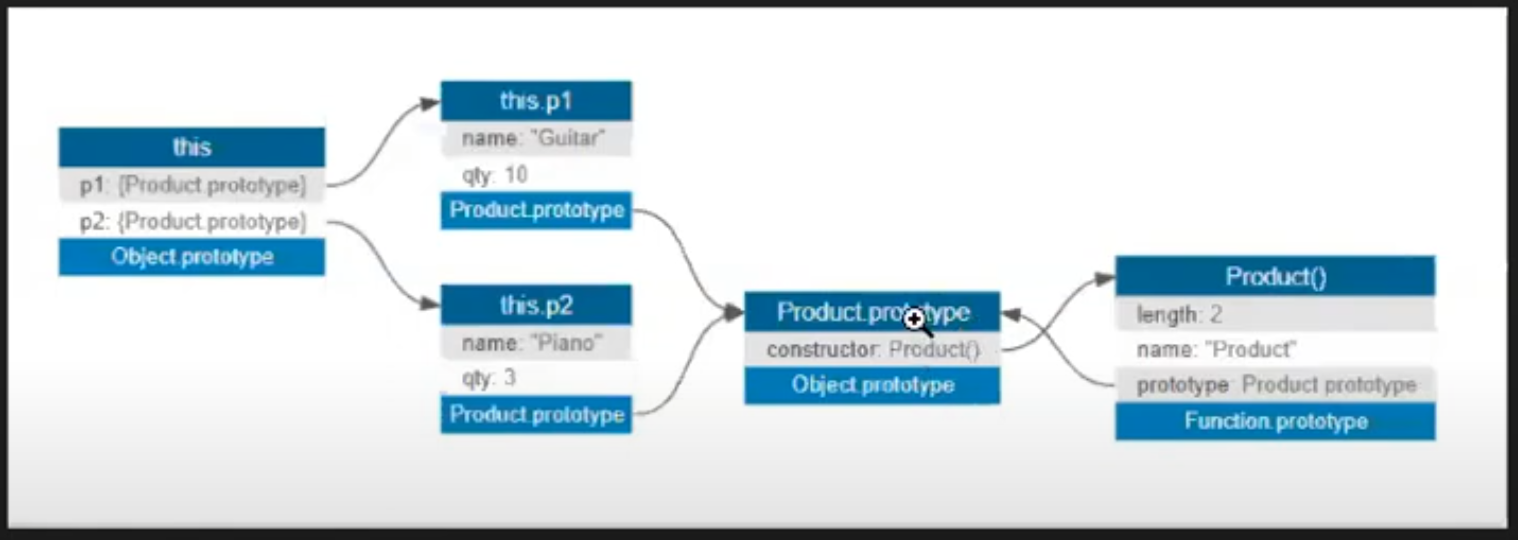 this
p1: {Product.prototype}
p2: {Product.prototype}
Object.prototype
this.p1
name: "Guitar"
qty: 10
Product.prototype
this.p2
name: "Piano"
qty: 3
Product.prototype
Product.prototype
constructor: Product()
Object.prototype
Product()
length: 2
name: "Product"
prototype: Product.prototype
Function.prototype